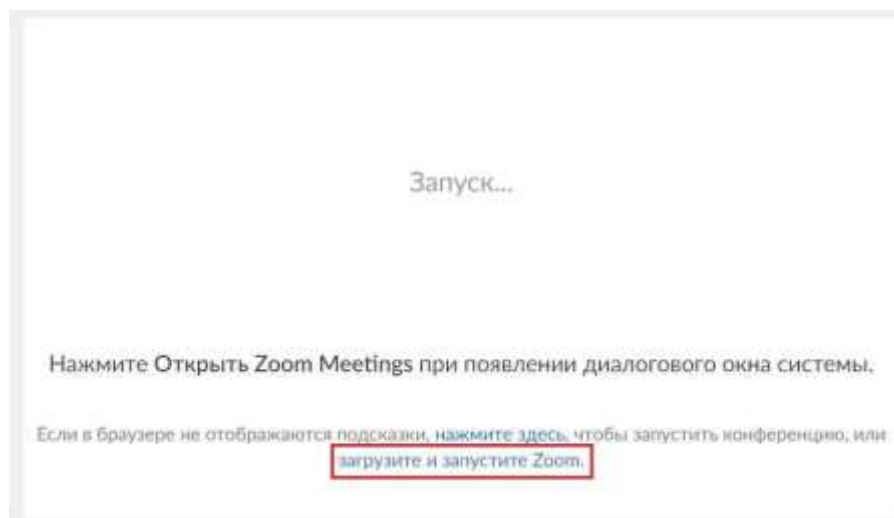 Запуск...
Нажмите Открыть Zoom Meetings при появлении диалогового окна системы.
Если в браузере не отображаются подсказки, нажмите здесь, чтобы запустить конференцию, или
загрузите и запустите Zoom.